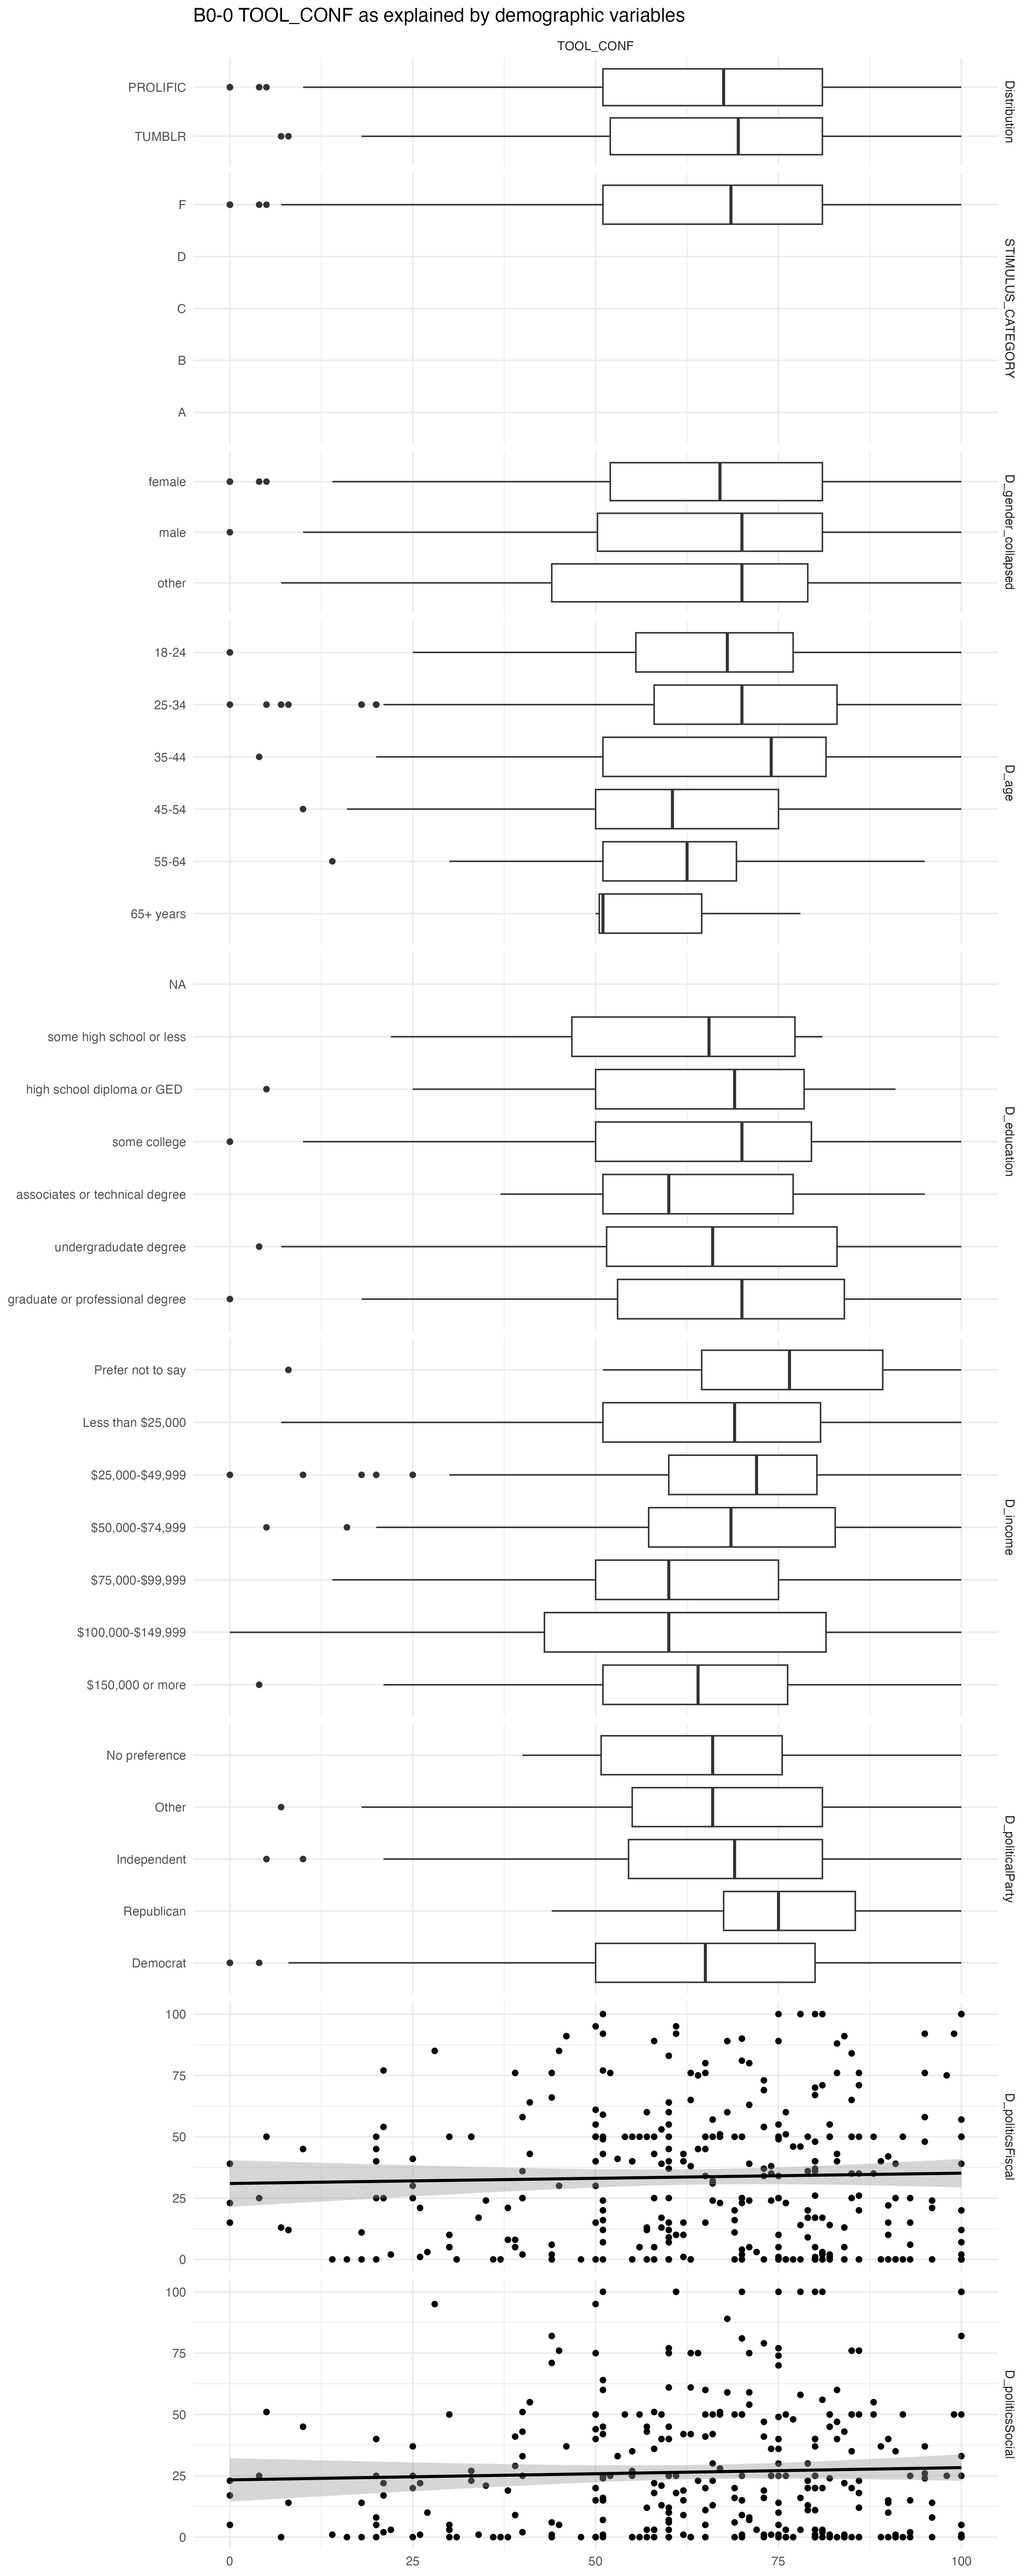 B0-0 TOOL_CONF as explained by demographic variables
TOOL_CONF
PROLIFIC
TUMBLR
Distribution
F
D
C
B
A
STIMULUS_CATEGORY
female
male
other
D_gender_collapsed
18-24
25-34
35-44
45-54
55-64
65+ years
D_age
NA
some high school or less
high school diploma or GED
some college
associates or technical degree
undergradudate degree
graduate or professional degree
D_education
Prefer not to say
Less than $25,000
$25,000-$49,999
$50,000-$74,999
$75,000-$99,999
$100,000-$149,999
$150,000 or more
D_income
No preference
Other
Independent
Republican
Democrat
D_politicalParty
100
75
50
25
0
D_politicsFiscal
100
75
50
25
0
D_politicsSocial
0 25 50 75 100